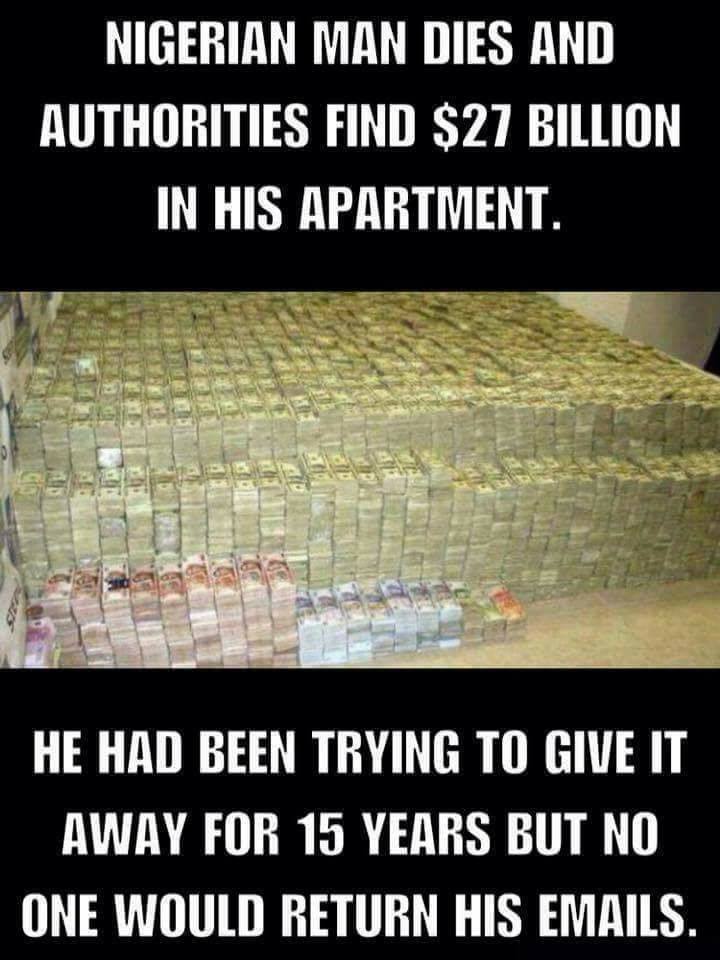 NIGERIAN MAN DIES AND
AUTHORITIES FIND $27 BILLION
IN HIS APARTMENT.
HE HAD BEEN TRYING TO GIVE IT
AWAY FOR 15 YEARS BUT NO
ONE WOULD RETURN HIS EMAILS.